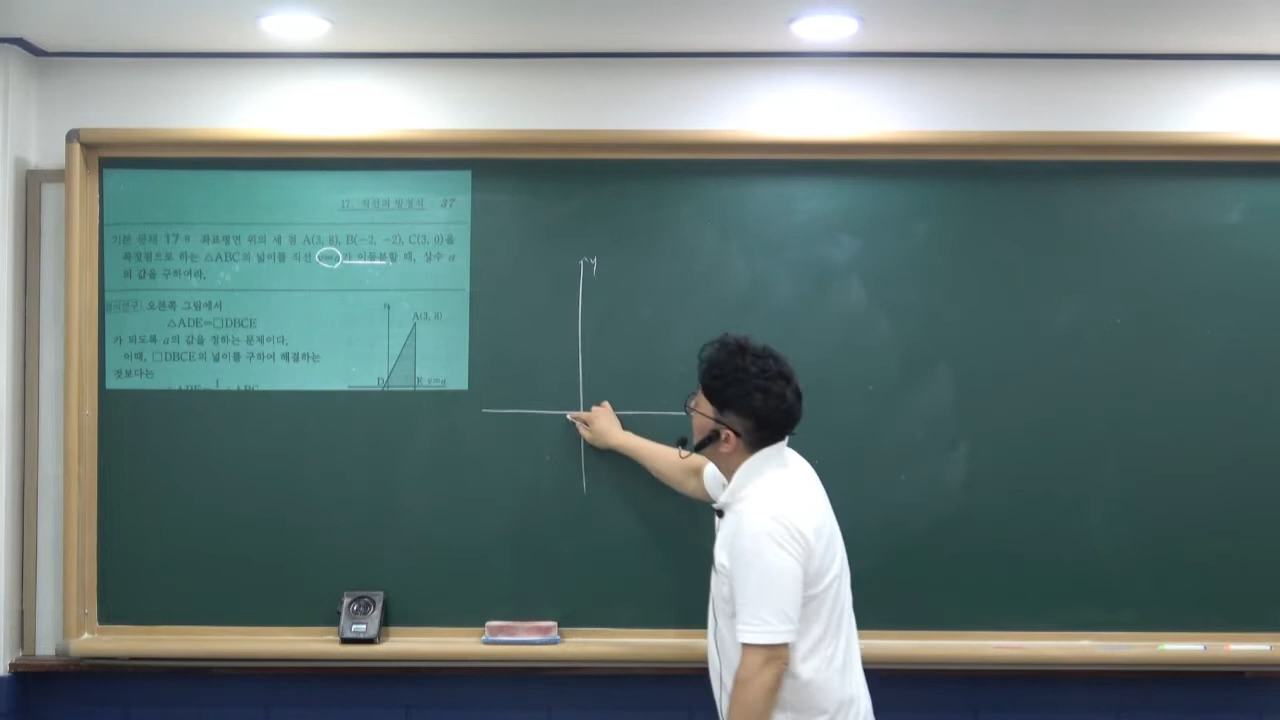 17. 직선의 방정식 37
기본 문제 17-8 좌표평면 위의 세 점 A(3, 8), B(-2, -2), C(3, 0)을
꼭짓점으로 하는 △ABC의 넓이를 직선 y=a가 이등분할 때, 상수 a
의 값을 구하여라.
오른쪽 그림에서
△ADE=□DBCE
가 되도록 a의 값을 정하는 문제이다.
이때, □DBCE의 넓이를 구하여 해결하는
것보다는
A(3, 8)
D E y=a
y